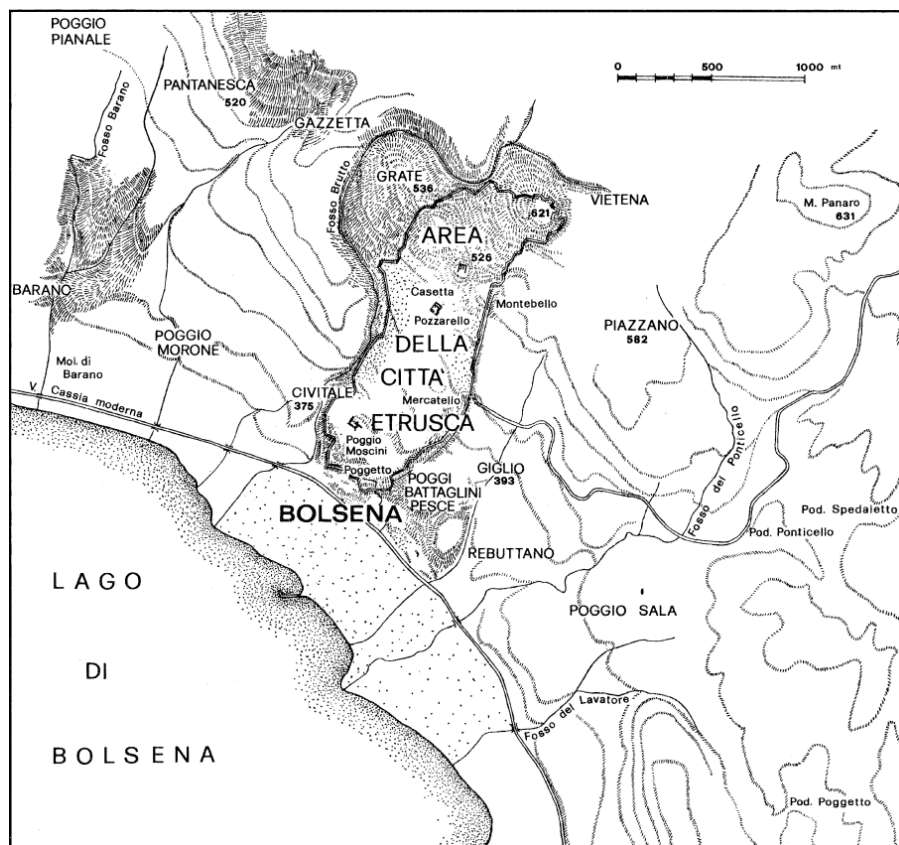 POGGIO
PIANALE
0 500 1000 mt
PANTANESCA
520
Fosso Barano
GAZZETTA
GRATE
536
Fosso Brutto
VIETENA
621
M. Panaro
631
AREA
526
BARANO
Casetta
Pozzarello
Montebello
PIAZZANO
582
POGGIO
MORONE
DELLA
CITTÀ
Mol. di
Barano
V. Cassia moderna
CIVITALE
375
Mercatello
ETRUSCA
Poggio
Moscini
Poggetto
GIGLIO
393
POGGI
BATTAGLINI
PESCE
Fosso del Ponticello
BOLSENA
Pod. Spedaletto
Pod. Ponticello
REBUTTANO
LAGO
POGGIO SALA
DI
Fosso del Lavatore
BOLSENA
Pod. Poggetto